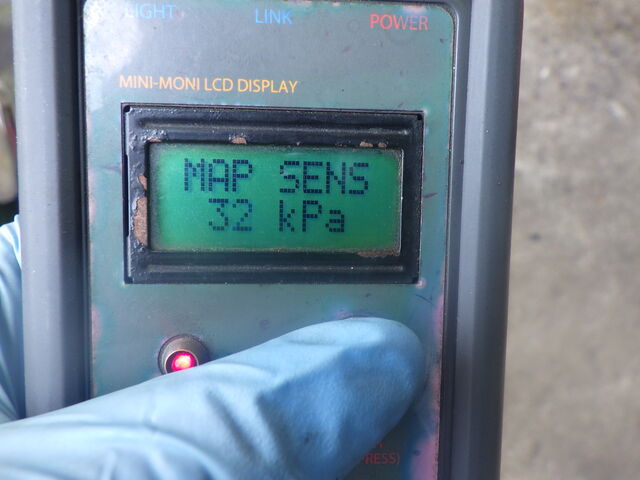 LIGHT LINK POWER
MINI-MONI LCD DISPLAY
MAP SENS
32 kPa